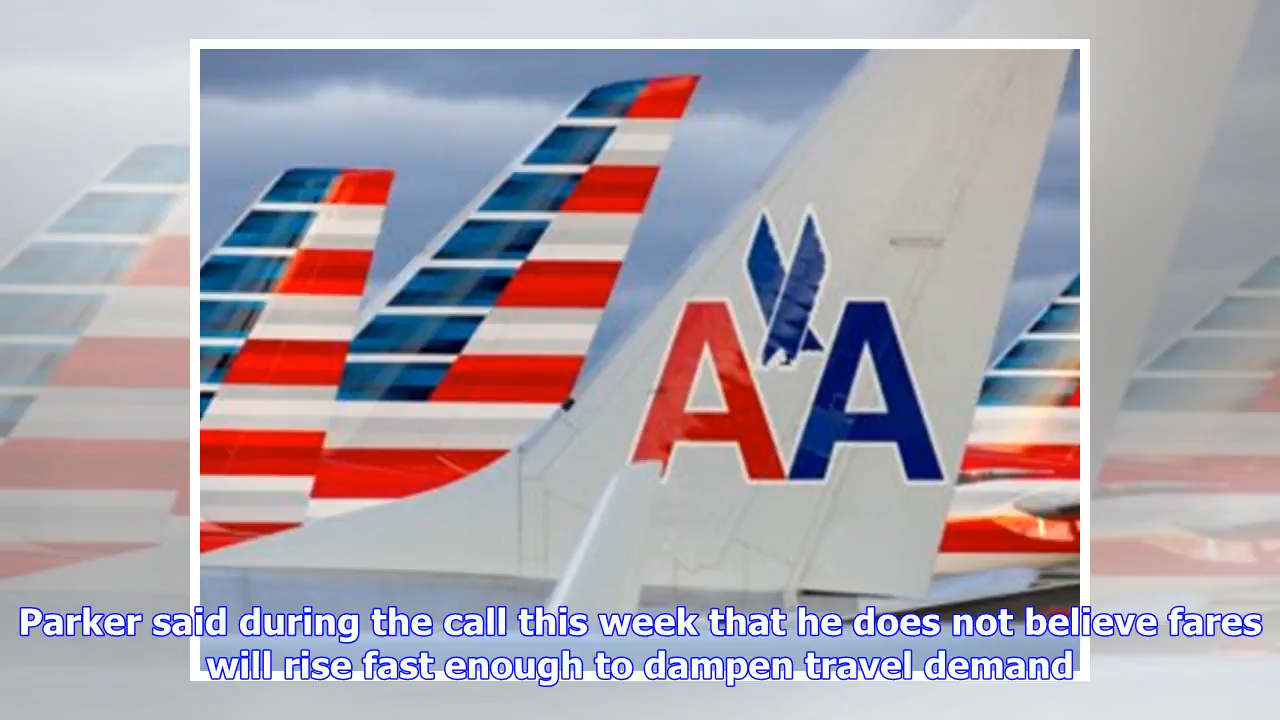 AA
Parker said during the call this week that he does not believe fares
will rise fast enough to dampen travel demand